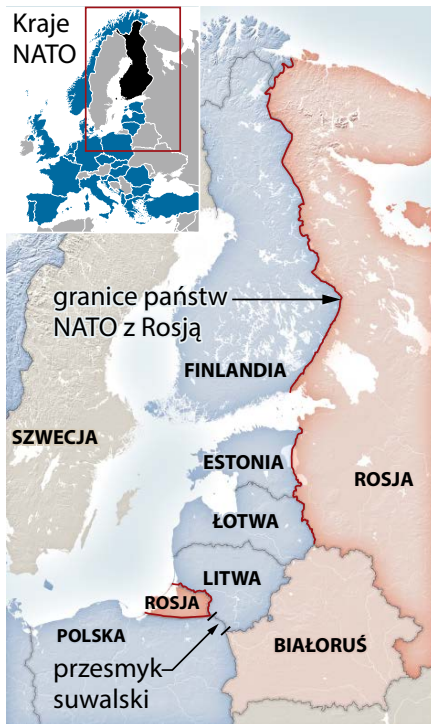 Kraje
NATO
granice państw
NATO z Rosją
FINLANDIA
SZWECJA
ESTONIA
ROSJA
ŁOTWA
LITWA
ROSJA
POLSKA
BIAŁORUŚ
przesmyk
suwalski